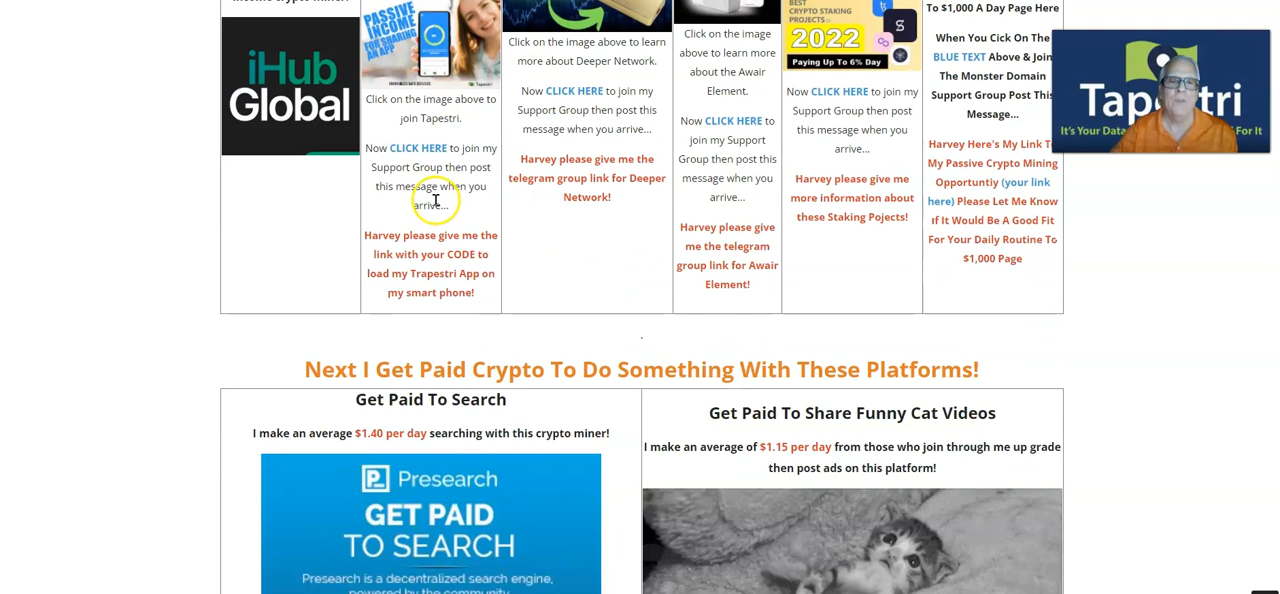 iHub
Global
PASSIVE
INCOME
FOR SHARING
AN APP
Tapestri
Click on the image above to
join Tapestri.
Now CLICK HERE to join my
Support Group then post
this message when you
arrive...
Harvey please give me the
link with your CODE to
load my Trapestri App on
my smart phone!
Click on the image above to learn
more about Deeper Network.
Now CLICK HERE to join my
Support Group then post this
message when you arrive...
Harvey please give me the
telegram group link for Deeper
Network!
Click on the image
above to learn more
about the Awair
Element.
Now CLICK HERE to
join my Support
Group then post this
message when you
arrive...
Harvey please give
me the telegram
group link for Awair
Element!
BEST
CRYPTO STAKING
PROJECTS
2022
Paying Up To 6% Day
Now CLICK HERE to join my
Support Group then post
this message when you
arrive...
Harvey please give me
more information about
these Staking Pojects!
To $1,000 A Day Page Here
When You Cick On The
BLUE TEXT Above & Join
The Monster Domain
Support Group Post This
Message...
Harvey Here's My Link T
My Passive Crypto Mining
Opportuntiy (your link
here) Please Let Me Know
If It Would Be A Good Fit
For Your Daily Routine To
$1,000 Page
Tapestri
It's Your Data For It
.
Next I Get Paid Crypto To Do Something With These Platforms!
Get Paid To Search
I make an average $1.40 per day searching with this crypto miner!
Presearch
GET PAID
TO SEARCH
Presearch is a decentralized search engine,
powered by the community
Get Paid To Share Funny Cat Videos
I make an average of $1.15 per day from those who join through me up grade
then post ads on this platform!